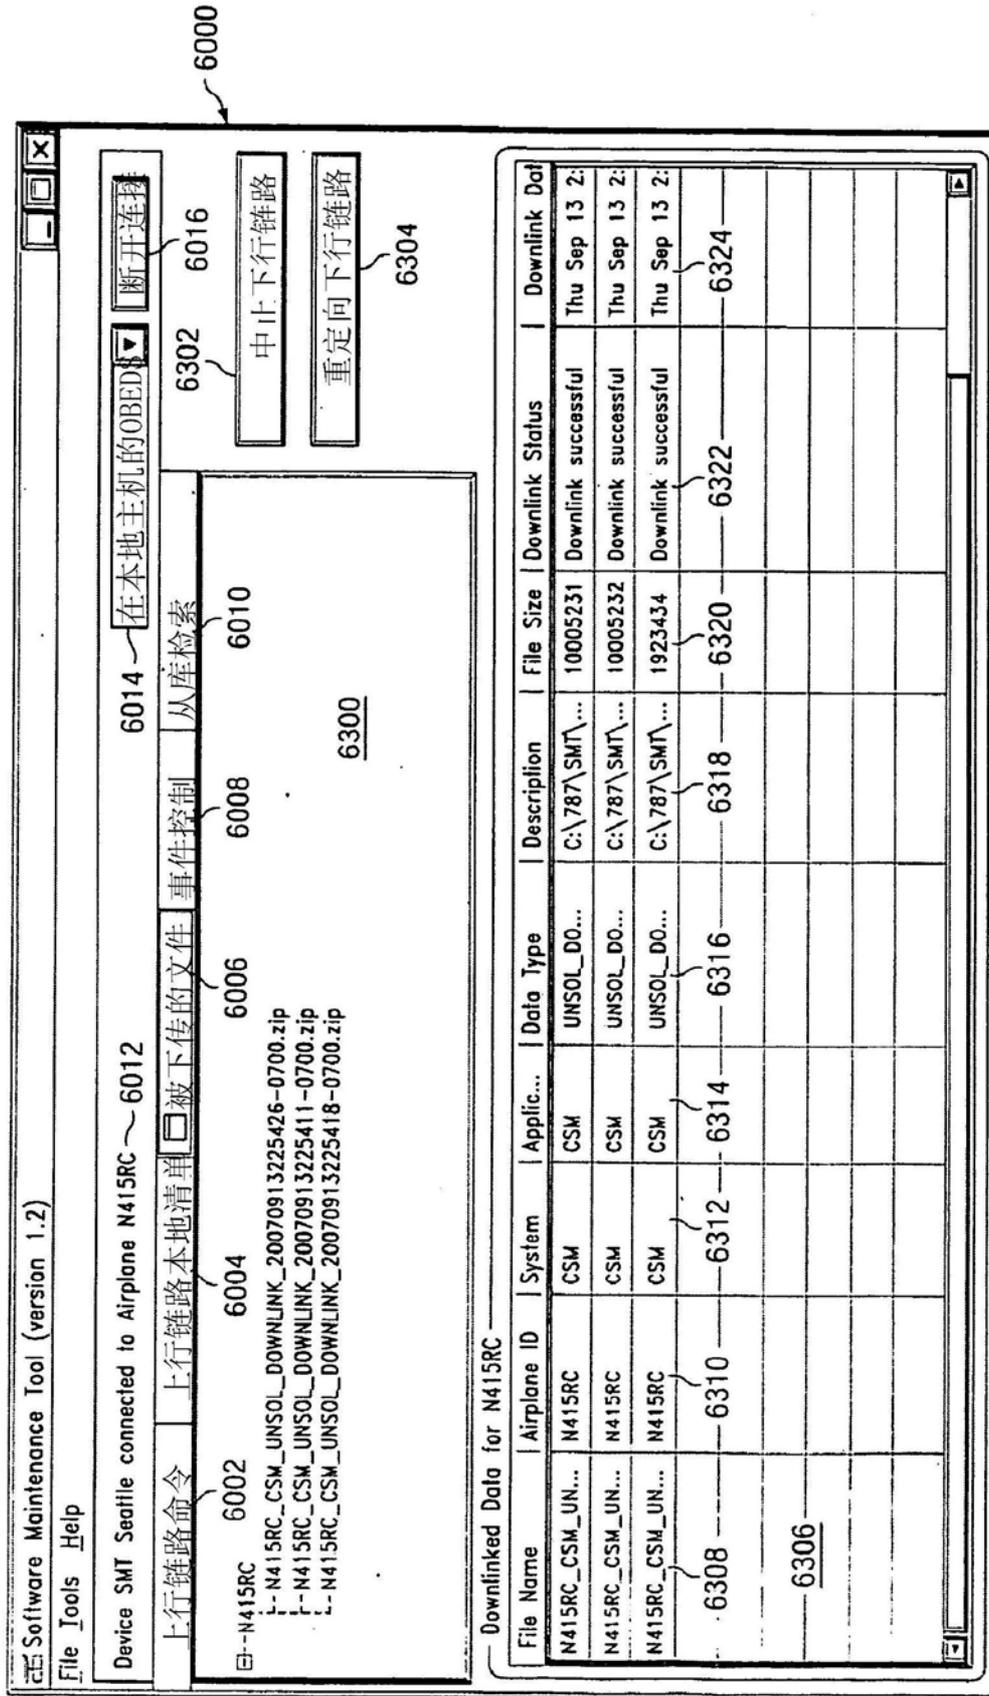 Software Maintenance Tool (version 1.2)
6000
File Tools Help
Device SMT Seattle connected to Airplane N415RC 6012
6014 在本地主机的OBEDS
断开连接
6016
上行链路命令
上行链路本地清单
被下传的文件
事件控制
从库检索
6002
6004
6006
6008
6010
6302
中止下行链路
重定向下行链路
6304
N415RC
N415RC_CSM_UNSOL_DOWNLINK_20070913225426-0700.zip
N415RC_CSM_UNSOL_DOWNLINK_20070913225411-0700.zip
N415RC_CSM_UNSOL_DOWNLINK_20070913225418-0700.zip
6300
Downlinked Data for N415RC
File Name Airplane ID System Applic... Data Type Description File Size Downlink Status Downlink Dat
N415RC_CSM_UN... N415RC CSM CSM UNSOL_DO... C:\787\SMT\... 10005231 Downlink successful Thu Sep 13 2:
N415RC_CSM_UN... N415RC CSM CSM UNSOL_DO... C:\787\SMT\... 10005232 Downlink successful Thu Sep 13 2:
N415RC_CSM_UN... N415RC CSM CSM UNSOL_DO... C:\787\SMT\... 1923434 Downlink successful Thu Sep 13 2:
6308 6310 6312 6314 6316 6318 6320 6322 6324
6306